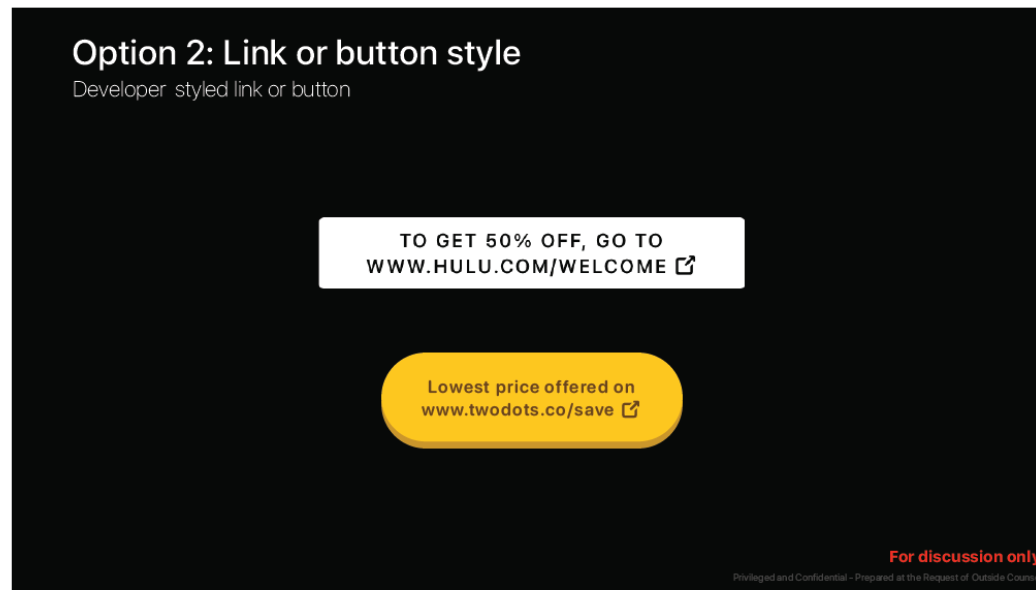 Option 2: Link or button style
Developer styled link or button
TO GET 50% OFF, GO TO
WWW.HULU.COM/WELCOME
Lowest price offered on
www.twodots.co/save
For discussion only
Privileged and Confidential - Prepared at the Request of Outside